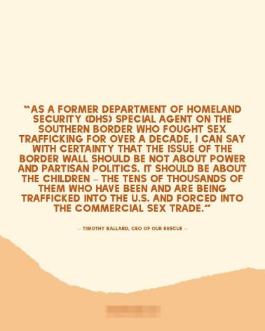 “AS A FORMER DEPARTMENT OF HOMELAND
SECURITY (DHS) SPECIAL AGENT ON THE
SOUTHERN BORDER WHO FOUGHT SEX
TRAFFICKING FOR OVER A DECADE, I CAN SAY
WITH CERTAINTY THAT THE ISSUE OF THE
BORDER WALL SHOULD BE NOT ABOUT POWER
AND PARTISAN POLITICS. IT SHOULD BE ABOUT
THE CHILDREN – THE TENS OF THOUSANDS OF
THEM WHO HAVE BEEN AND ARE BEING
TRAFFICKED INTO THE U.S. AND FORCED INTO
THE COMMERCIAL SEX TRADE.”
– TIMOTHY BALLARD, CEO OF OUR RESCUE –